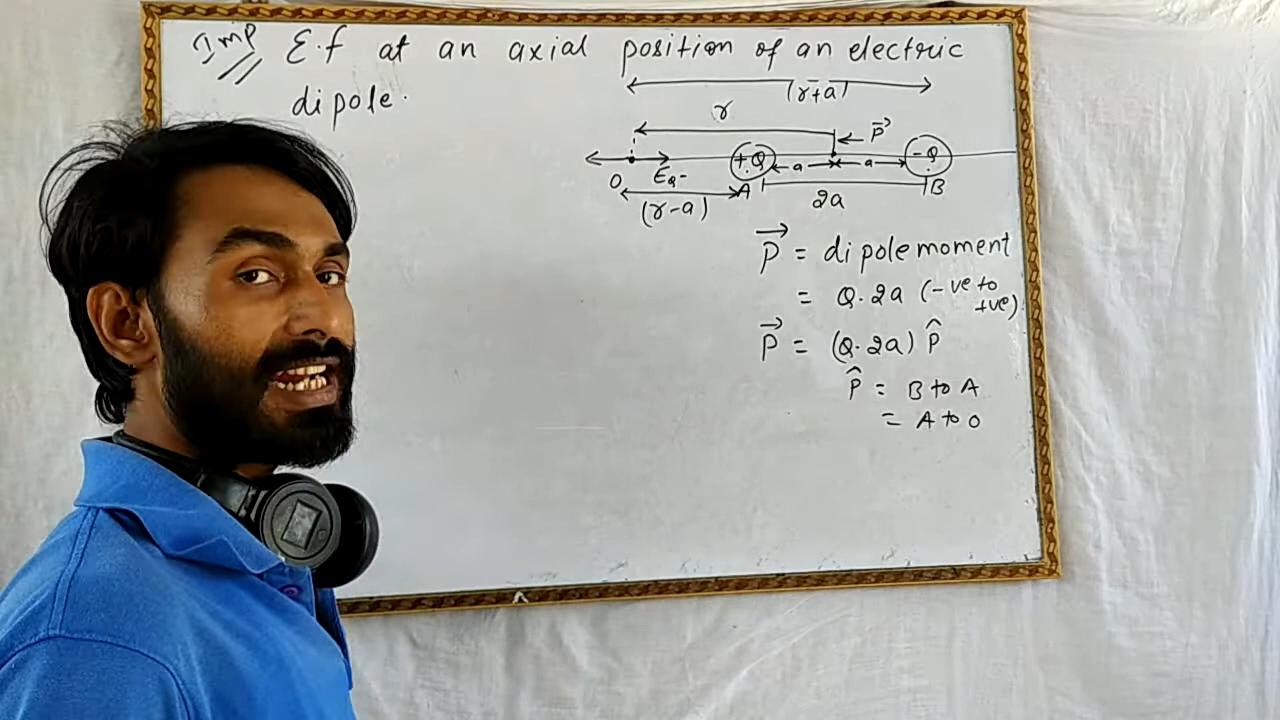 Imp E.f at an axial position of an electric
dipole.
(r+a)
r
←P⃗
+Q ←a→ ←a→ -Q
O E_Q- A 2a B
(r-a)
P⃗ = dipole moment
= Q.2a (-ve to +ve)
P⃗ = (Q.2a) P̂
P̂ = B to A
= A to O